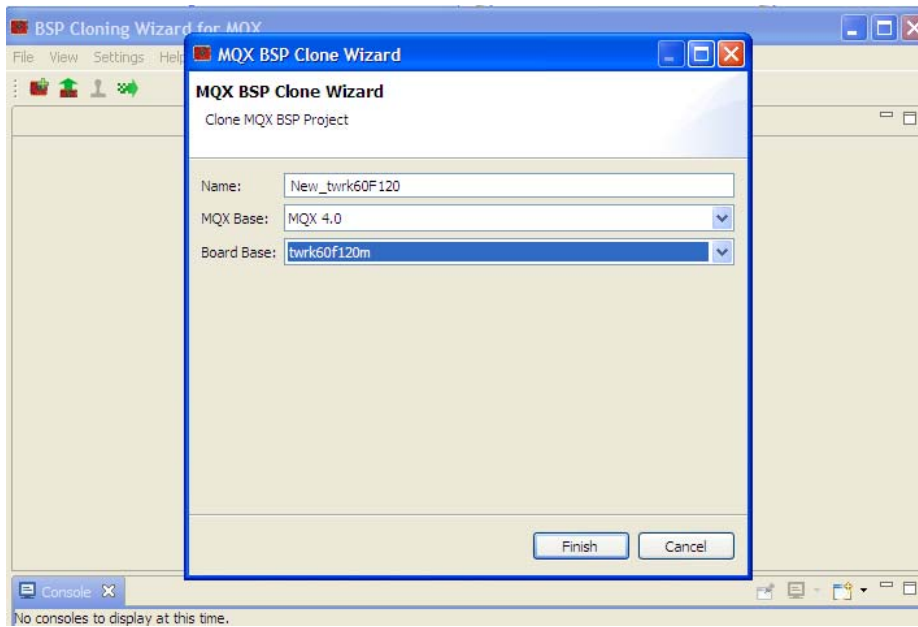 BSP Cloning Wizard for MQX
File View Settings Help
MQX BSP Clone Wizard
MQX BSP Clone Wizard
Clone MQX BSP Project
Name: New_twrk60F120
MQX Base: MQX 4.0
Board Base: twrk60f120m
Finish Cancel
Console
No consoles to display at this time.